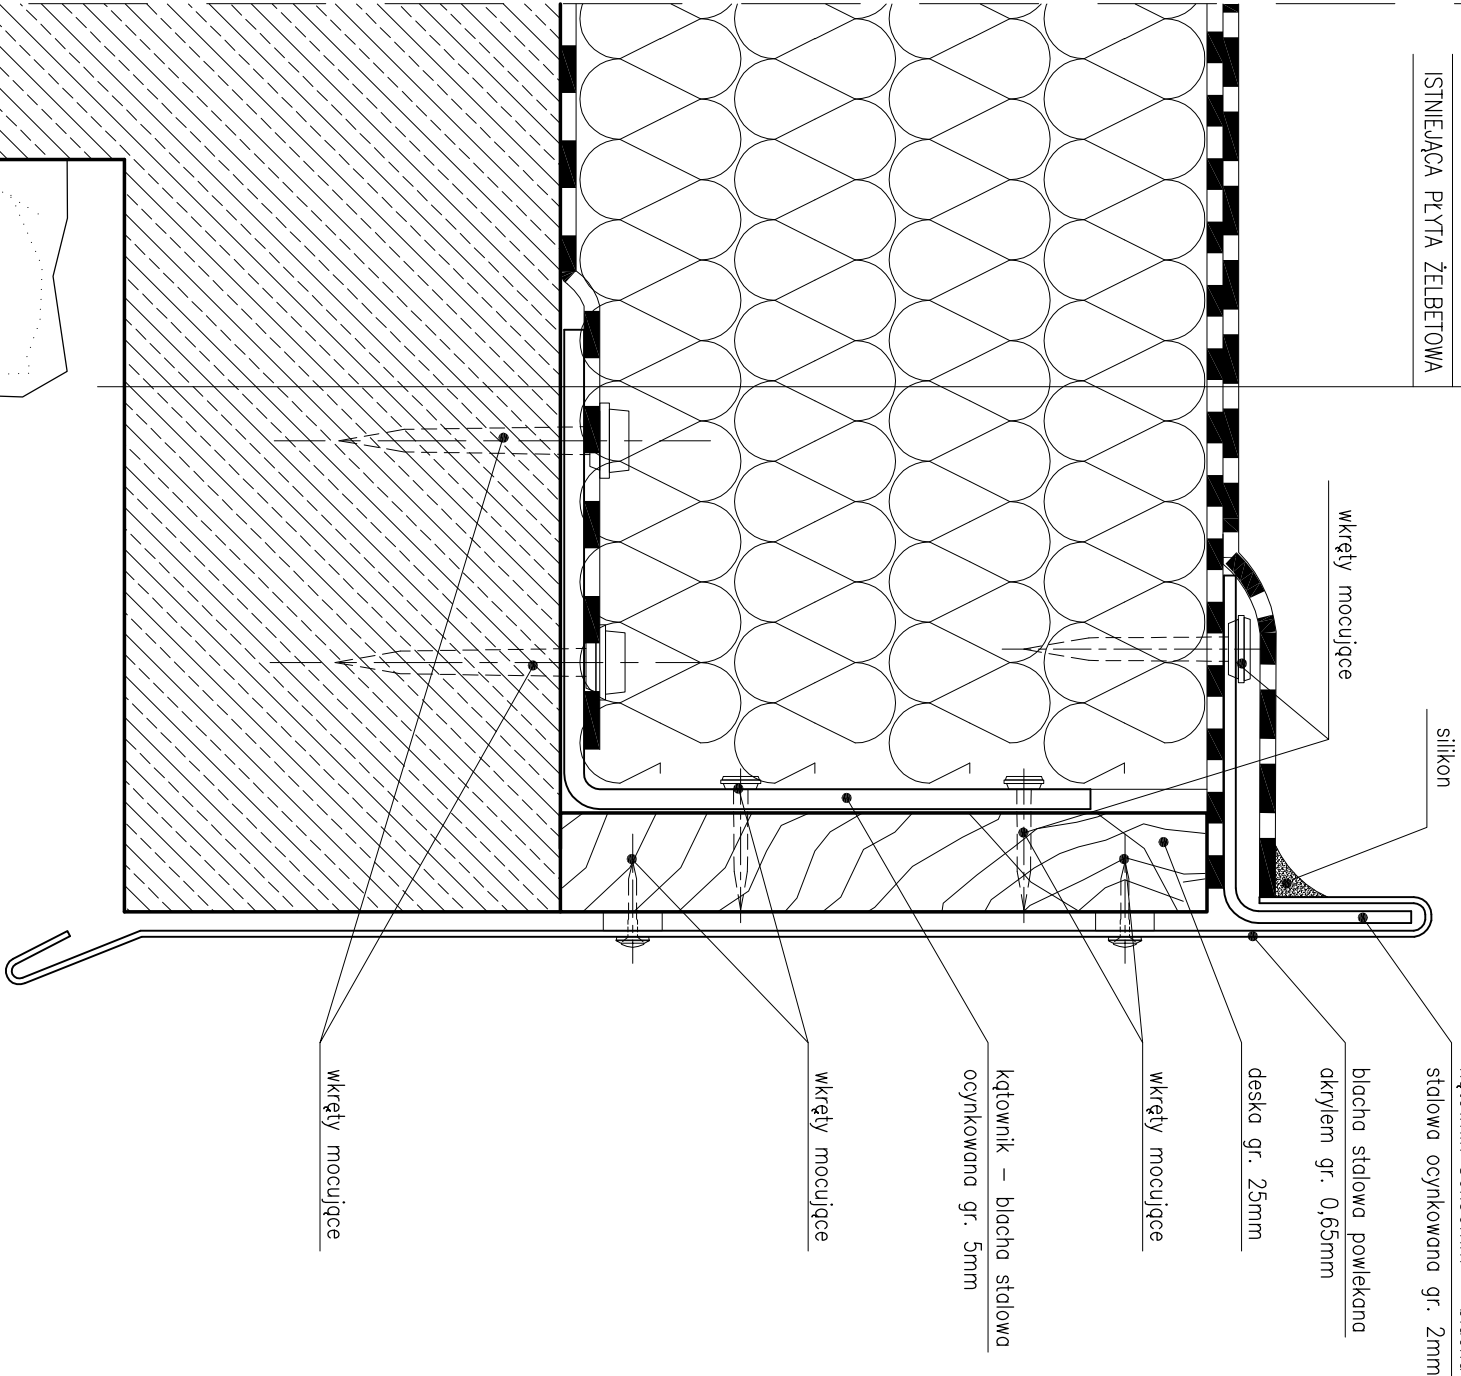 ISTNIEJĄCA PŁYTA ŻELBETOWA
wkręty mocujące
silikon
stalowa ocynkowana gr. 2mm
blacha stalowa powlekana
akrylem gr. 0,65mm
deska gr. 25mm
wkręty mocujące
kątownik – blacha stalowa
ocynkowana gr. 5mm
wkręty mocujące
wkręty mocujące